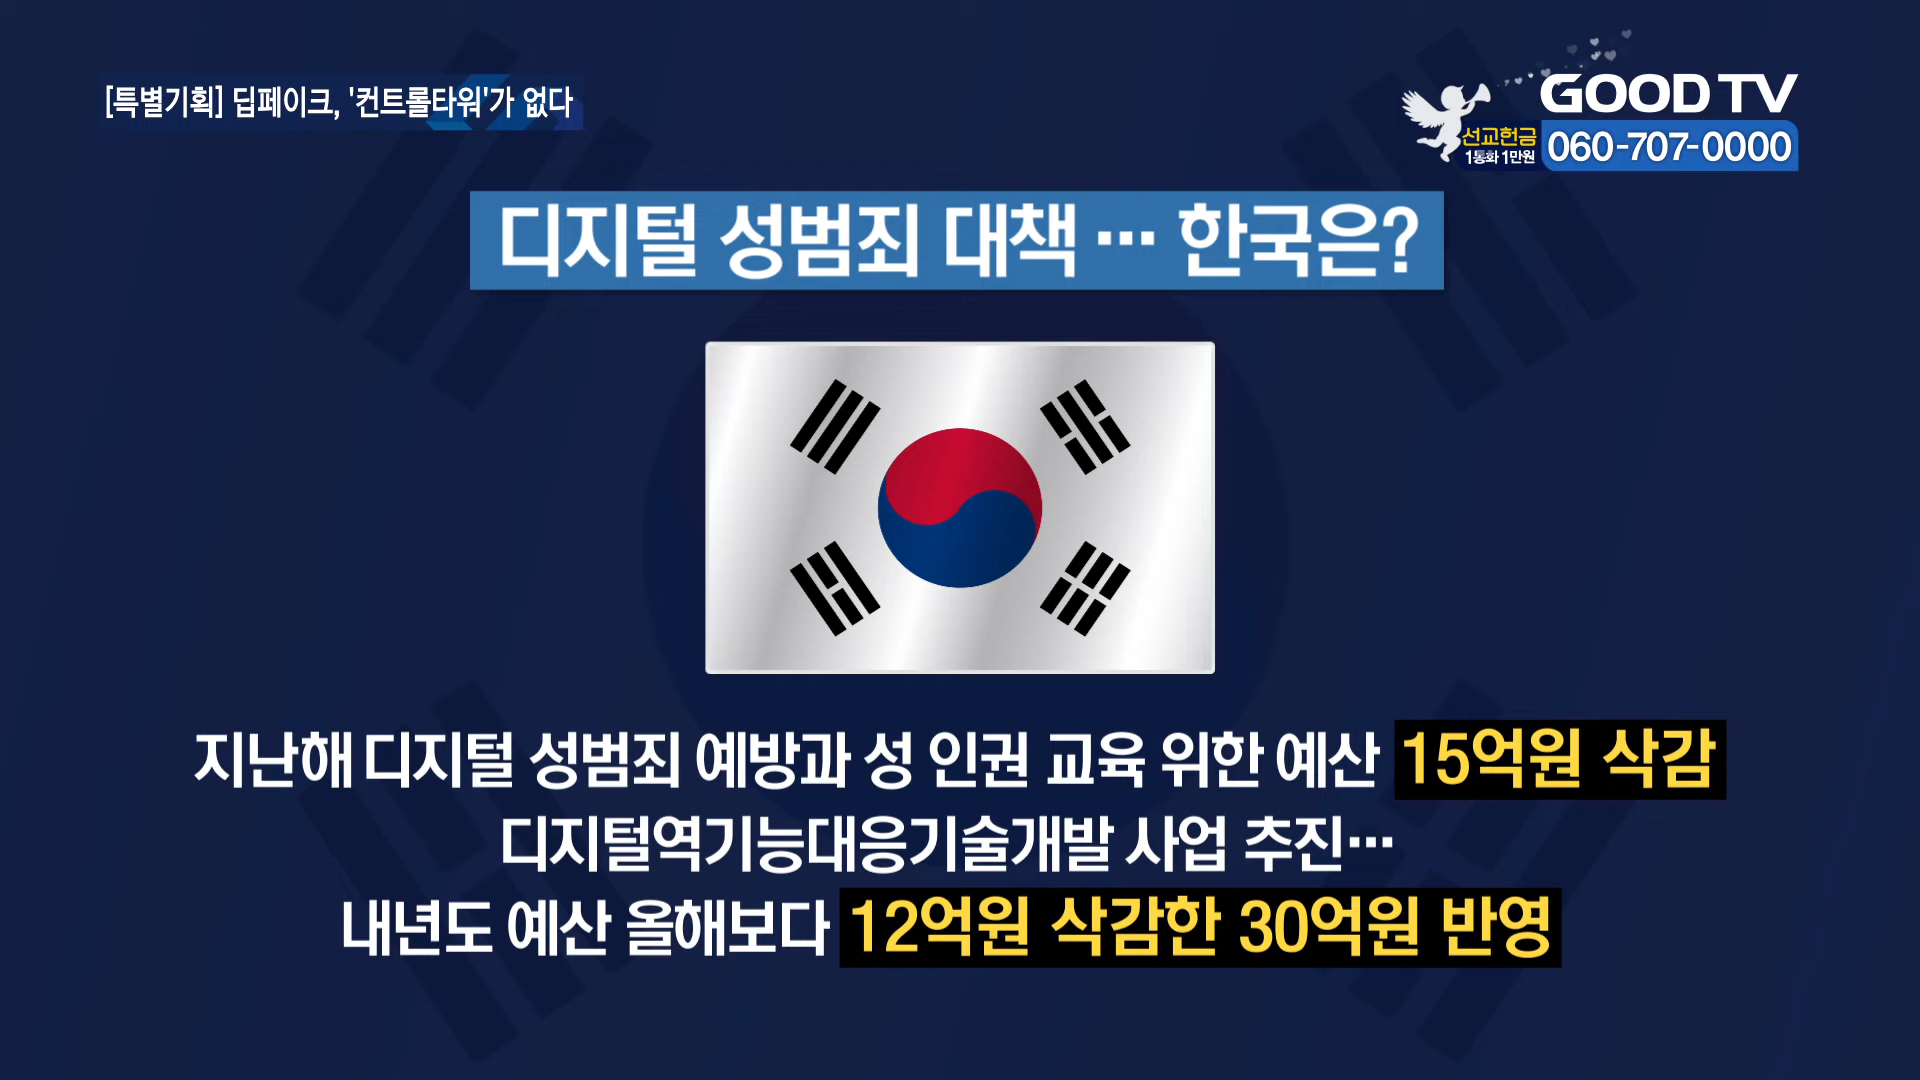 [특별기획] 딥페이크, '컨트롤타워'가 없다
GOOD TV
선교헌금
1통화 1만원
060-707-0000
디지털 성범죄 대책 … 한국은?
지난해 디지털 성범죄 예방과 성 인권 교육 위한 예산 15억원 삭감
디지털역기능대응기술개발 사업 추진…
내년도 예산 올해보다 12억원 삭감한 30억원 반영